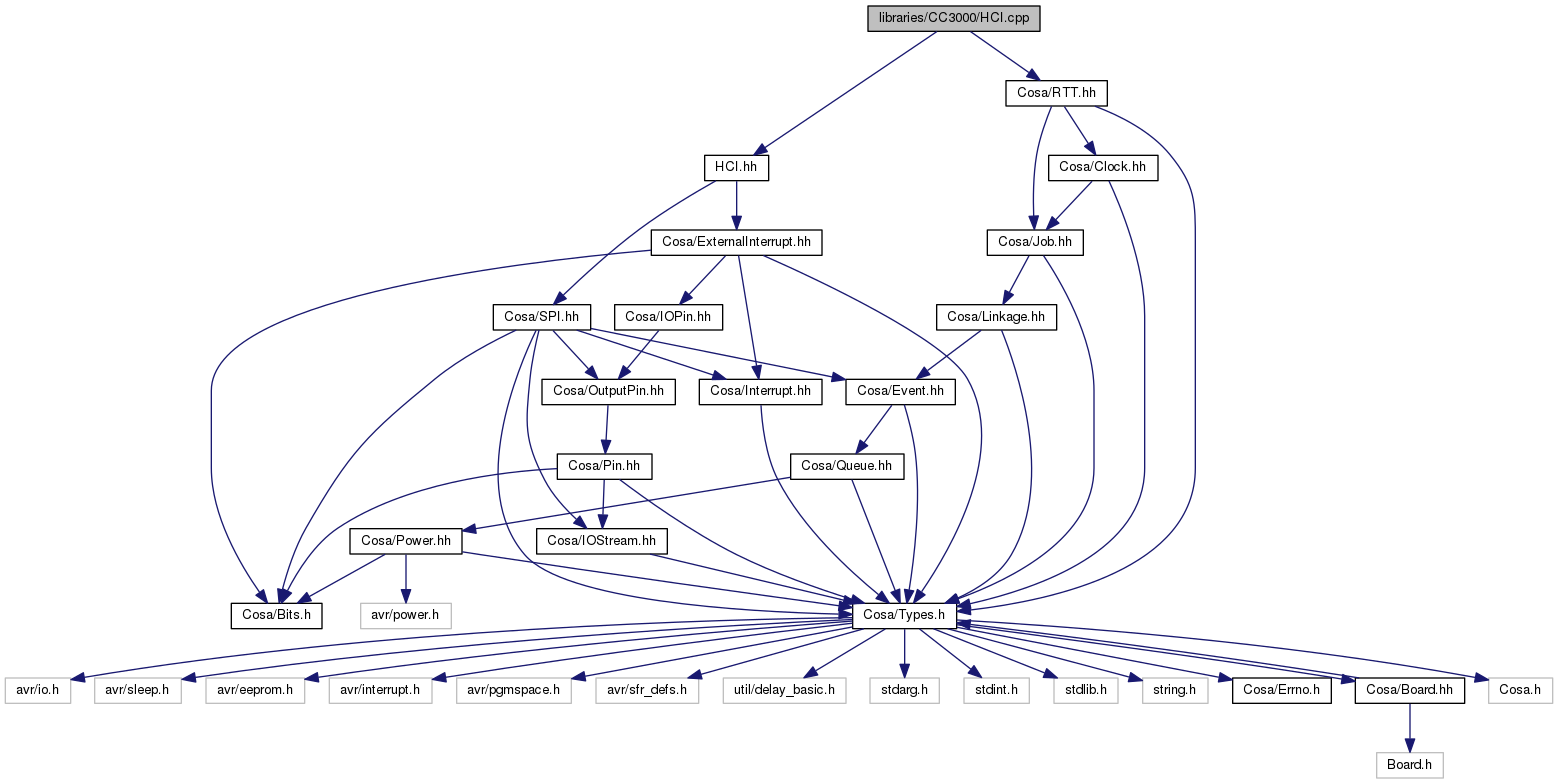 libraries/CC3000/HCI.cpp
Cosa/RTT.hh
HCI.hh
Cosa/Clock.hh
Cosa/ExternalInterrupt.hh
Cosa/Job.hh
Cosa/SPI.hh
Cosa/IOPin.hh
Cosa/Linkage.hh
Cosa/OutputPin.hh
Cosa/Interrupt.hh
Cosa/Event.hh
Cosa/Pin.hh
Cosa/Queue.hh
Cosa/Power.hh
Cosa/IOStream.hh
Cosa/Bits.h
avr/power.h
Cosa/Types.h
avr/io.h
avr/sleep.h
avr/eeprom.h
avr/interrupt.h
avr/pgmspace.h
avr/sfr_defs.h
util/delay_basic.h
stdarg.h
stdint.h
stdlib.h
string.h
Cosa/Errno.h
Cosa/Board.hh
Cosa.h
Board.h